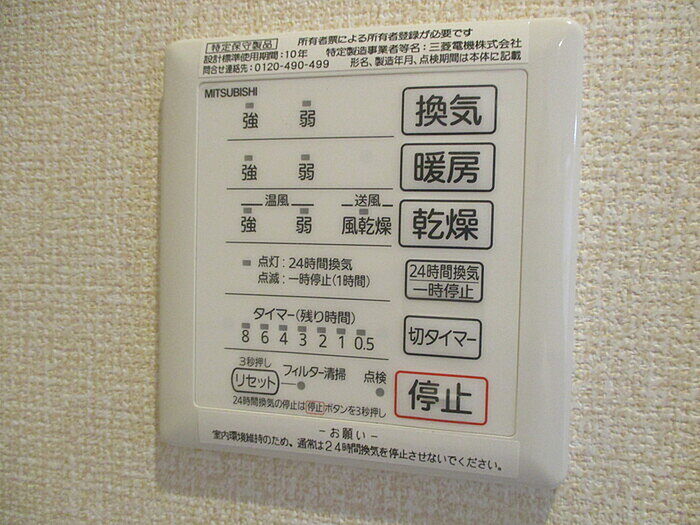 特定保守製品 所有者票による所有者登録が必要です
設計標準使用期間：10年 特定製造事業者等名：三菱電機株式会社
問合せ連絡先：0120-490-499 形名、製造年月、点検期間は本体に記載
MITSUBISHI
強 弱 換気
強 弱 暖房
温風 送風
強 弱 風乾燥 乾燥
点灯：24時間換気
点滅：一時停止(1時間)
24時間換気
一時停止
タイマー(残り時間)
8 6 4 3 2 1 0.5
切タイマー
3秒押し
リセット フィルター清掃 点検
停止
24時間換気の停止は停止ボタンを3秒押し
－お願い－
室内環境維持のため、通常は24時間換気を停止させないでください。